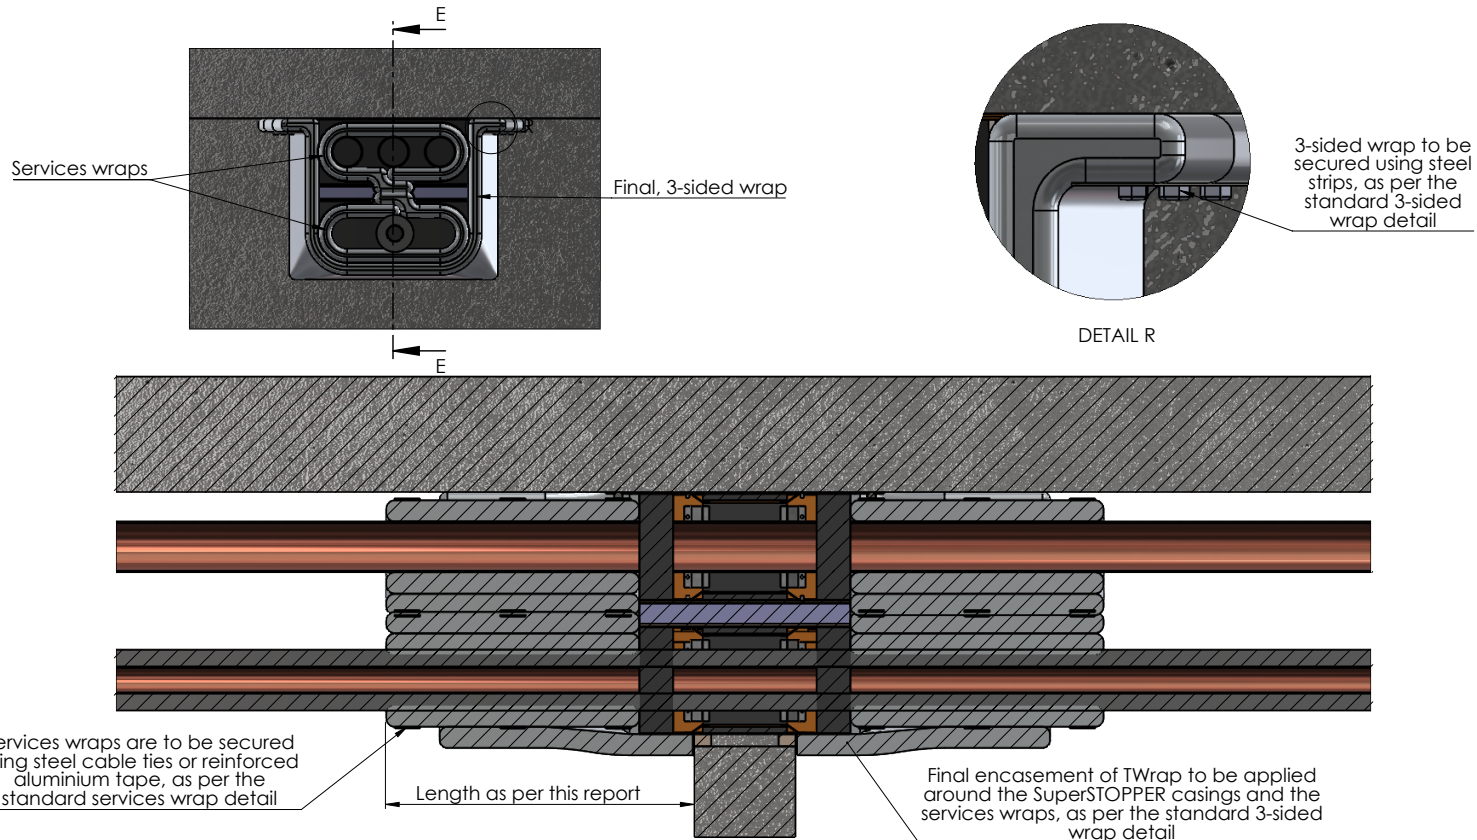 E
Services wraps
Final, 3-sided wrap
E
3-sided wrap to be
secured using steel
strips, as per the
standard 3-sided
wrap detail
DETAIL R
ervices wraps are to be secured
ing steel cable ties or reinforced
aluminium tape, as per the
standard services wrap detail
Length as per this report
Final encasement of TWrap to be applied
around the SuperSTOPPER casings and the
services wraps, as per the standard 3-sided
wrap detail